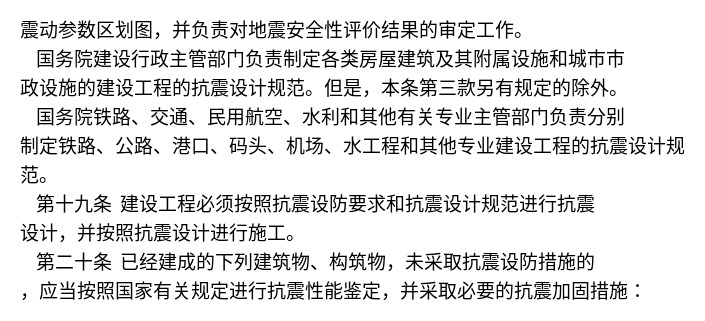 震动参数区划图，并负责对地震安全性评价结果的审定工作。
国务院建设行政主管部门负责制定各类房屋建筑及其附属设施和城市市
政设施的建设工程的抗震设计规范。但是，本条第三款另有规定的除外。
国务院铁路、交通、民用航空、水利和其他有关专业主管部门负责分别
制定铁路、公路、港口、码头、机场、水工程和其他专业建设工程的抗震设计规
范。
第十九条 建设工程必须按照抗震设防要求和抗震设计规范进行抗震
设计，并按照抗震设计进行施工。
第二十条 已经建成的下列建筑物、构筑物，未采取抗震设防措施的
，应当按照国家有关规定进行抗震性能鉴定，并采取必要的抗震加固措施：